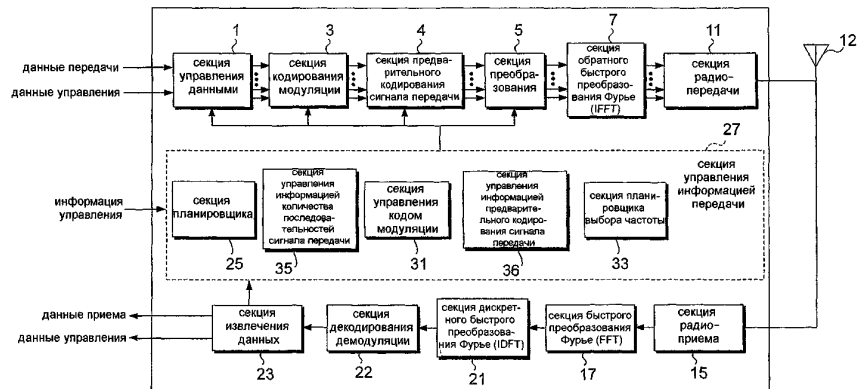 1
3
4
5
7
11
12
данные передачи
данные управления
секция
управления
данными
секция
кодирования
модуляции
секция предва-
рительного
кодирования
сигнала передачи
секция
преобра-
зования
секция
обратного
быстрого
преобразо-
вания Фурье
(IFFT)
секция
радио-
передачи
27
секция
управления
информацией
передачи
информация
управления
секция
планировщика
секция
управления
информацией
количества
последова-
тельностей
сигнала передачи
секция
управления
кодом
модуляции
секция
управления
информацией
предваритель-
ного кодирова-
ния сигнала
передачи
секция плани-
ровщика
выбора частоты
25
35
31
36
33
данные приема
данные управления
секция
извлечения
данных
секция
декодирования
демодуляции
секция дискрет-
ного быстрого
преобразова-
ния Фурье (IDFT)
секция быстрого
преобразования
Фурье (FFT)
секция
радио-
приема
23
22
21
17
15